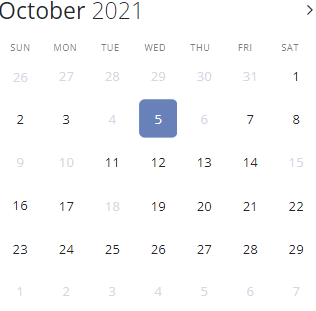 October 2021
SUN MON TUE WED THU FRI SAT
26 27 28 29 30 31 1
2 3 4 5 6 7 8
9 10 11 12 13 14 15
16 17 18 19 20 21 22
23 24 25 26 27 28 29
1 2 3 4 5 6 7